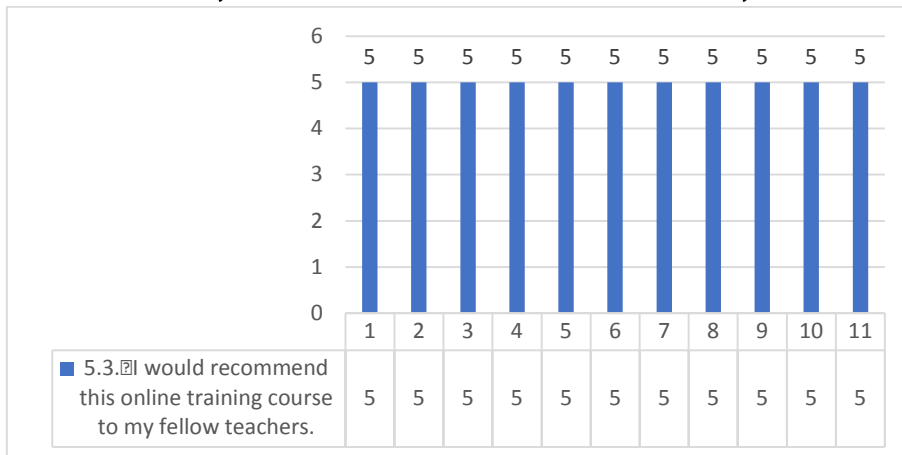 6
5 5 5 5 5 5 5 5 5 5 5
5
4
3
2
1
0
1 2 3 4 5 6 7 8 9 10 11
5.3.⍰I would recommend
this online training course
to my fellow teachers.
5 5 5 5 5 5 5 5 5 5 5